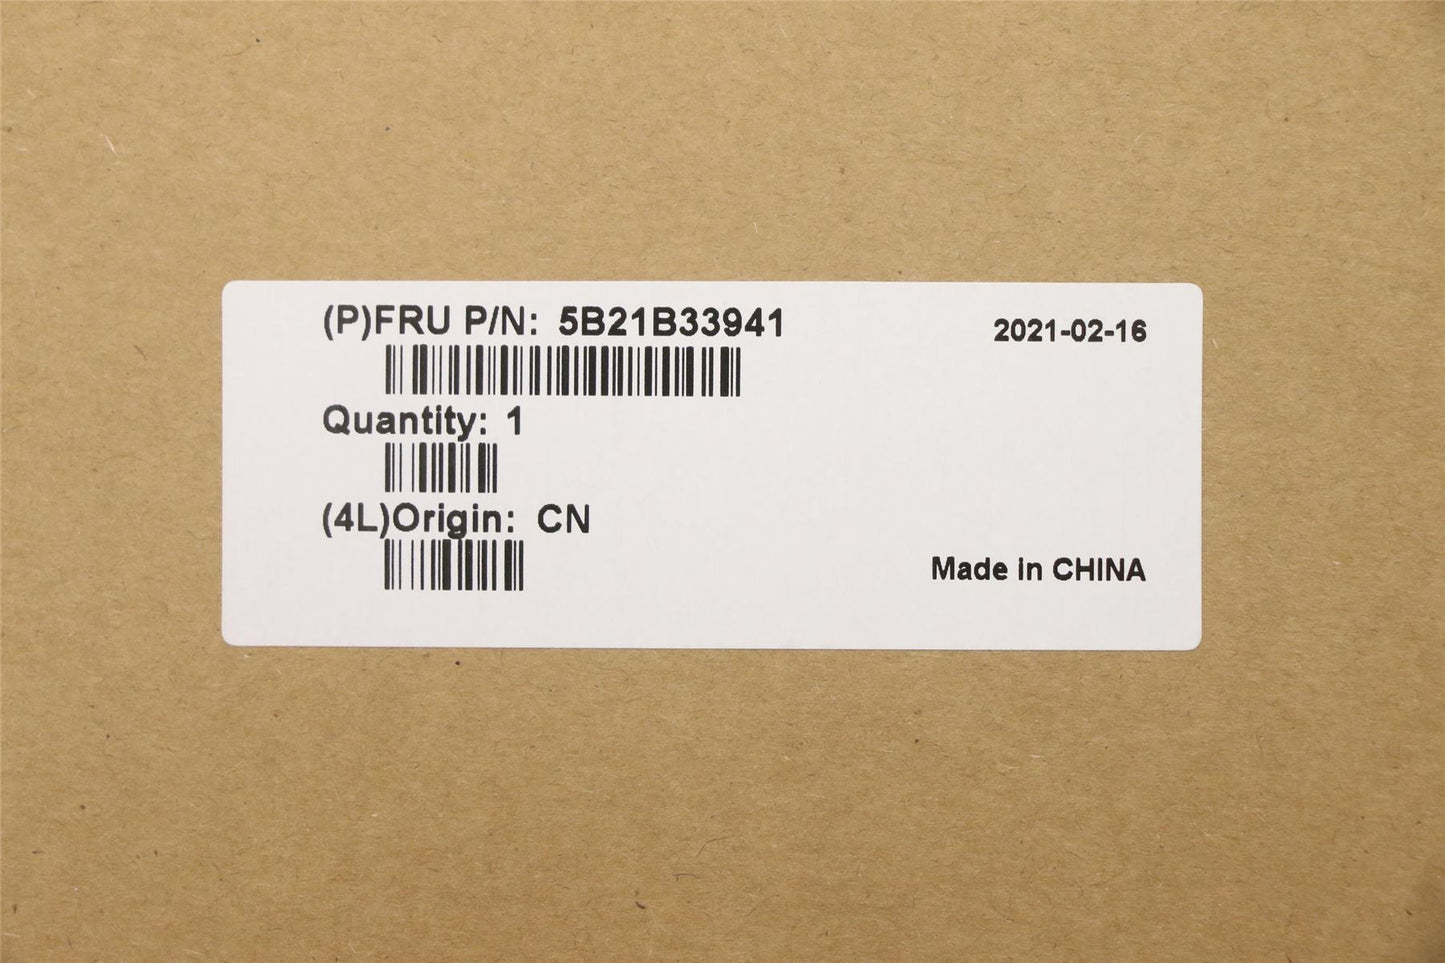 (P)FRU P/N: 5B21B33941
2021-02-16
Quantity: 1
(4L)Origin: CN
Made in CHINA